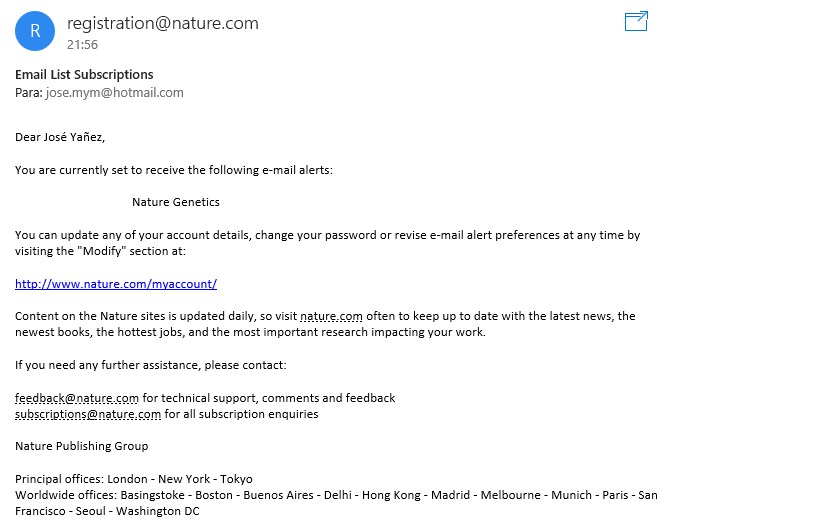 R
registration@nature.com
21:56
Email List Subscriptions
Para: jose.mym@hotmail.com
Dear José Yañez,
You are currently set to receive the following e-mail alerts:
Nature Genetics
You can update any of your account details, change your password or revise e-mail alert preferences at any time by
visiting the "Modify" section at:
http://www.nature.com/myaccount/
Content on the Nature sites is updated daily, so visit nature.com often to keep up to date with the latest news, the
newest books, the hottest jobs, and the most important research impacting your work.
If you need any further assistance, please contact:
feedback@nature.com for technical support, comments and feedback
subscriptions@nature.com for all subscription enquiries
Nature Publishing Group
Principal offices: London - New York - Tokyo
Worldwide offices: Basingstoke - Boston - Buenos Aires - Delhi - Hong Kong - Madrid - Melbourne - Munich - Paris - San
Francisco - Seoul - Washington DC